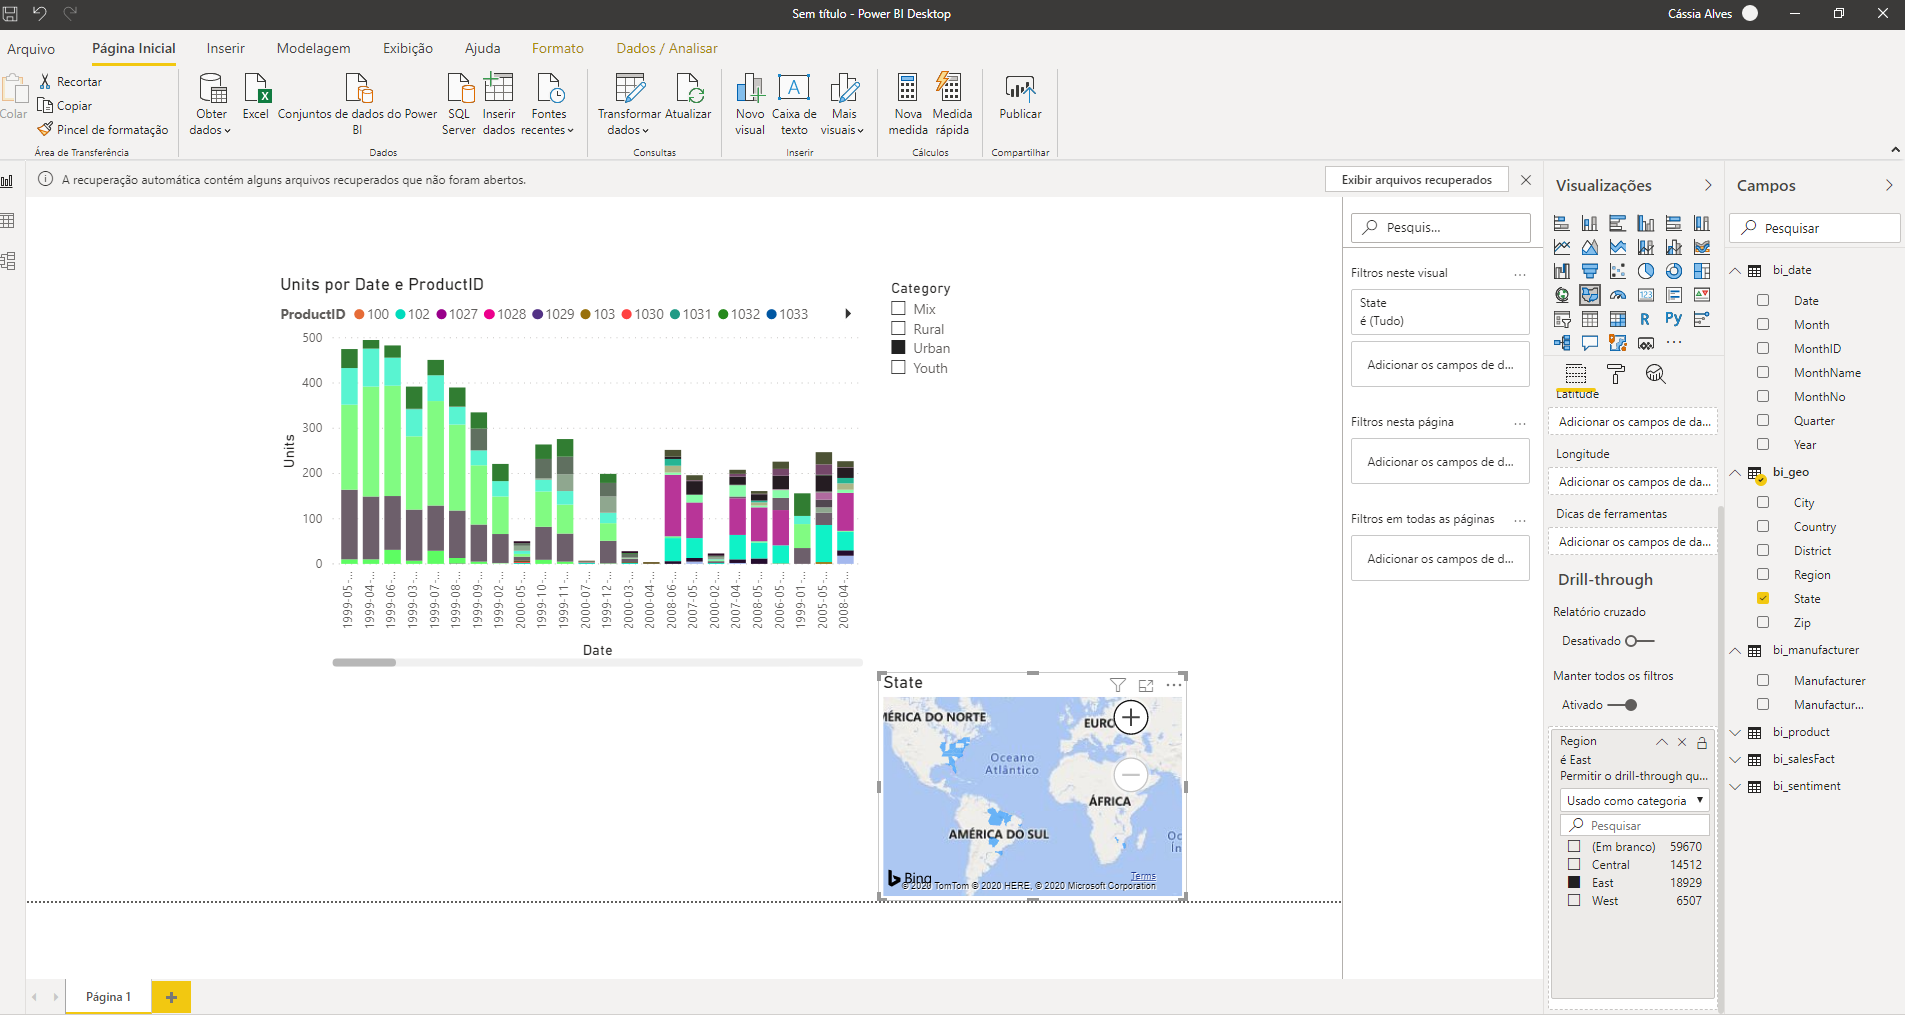 Sem título - Power BI Desktop
Cássia Alves
Arquivo
Página Inicial
Inserir
Modelagem
Exibição
Ajuda
Formato
Dados / Analisar
Colar
Recortar
Copiar
Pincel de formatação
Área de Transferência
Obter dados
Excel
Conjuntos de dados do Power BI
SQL Server
Inserir dados
Fontes recentes
Dados
Transformar dados
Atualizar
Consultas
Novo visual
Caixa de texto
Mais visuais
Inserir
Nova medida
Medida rápida
Cálculos
Publicar
Compartilhar
A recuperação automática contém alguns arquivos recuperados que não foram abertos.
Exibir arquivos recuperados
Units por Date e ProductID
ProductID 100 102 1027 1028 1029 103 1030 1031 1032 1033
Units
500
400
300
200
100
0
1999-05-...
1999-04-...
1999-06-...
1999-03-...
1999-07-...
1999-08-...
1999-09-...
1999-02-...
2000-05-...
1999-10-...
1999-11-...
2000-07-...
1999-12-...
2000-03-...
2000-04-...
2008-06-...
2007-05-...
2000-02-...
2007-04-...
2008-05-...
2006-05-...
1999-01-...
2005-05-...
2008-04-...
Date
Category
Mix
Rural
Urban
Youth
State
MÉRICA DO NORTE
EURO
Oceano Atlântico
ÁFRICA
AMÉRICA DO SUL
Oc
Ín
Bing
Terms
© 2020 TomTom © 2020 HERE, © 2020 Microsoft Corporation
Pesquis...
Filtros neste visual ...
State
é (Tudo)
Adicionar os campos de d...
Filtros nesta página ...
Adicionar os campos de d...
Filtros em todas as páginas ...
Adicionar os campos de d...
Visualizações
123
R
Py
...
Latitude
Adicionar os campos de da...
Longitude
Adicionar os campos de da...
Dicas de ferramentas
Adicionar os campos de da...
Drill-through
Relatório cruzado
Desativado
Manter todos os filtros
Ativado
Region
é East
Permitir o drill-through qu...
Usado como categoria
Pesquisar
(Em branco) 59670
Central 14512
East 18929
West 6507
Campos
Pesquisar
bi_date
Date
Month
MonthID
MonthName
MonthNo
Quarter
Year
bi_geo
City
Country
District
Region
State
Zip
bi_manufacturer
Manufacturer
Manufactur...
bi_product
bi_salesFact
bi_sentiment
Página 1